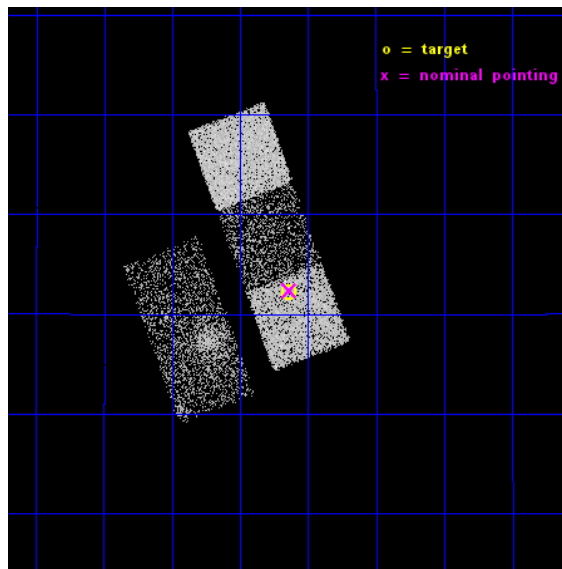 o = target
x = nominal pointing